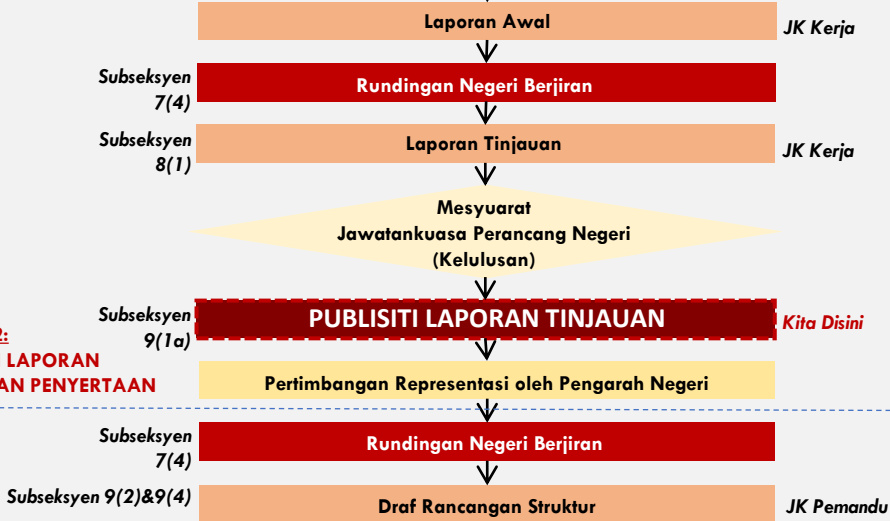 Laporan Awal
JK Kerja
Subseksyen
7(4)
Rundingan Negeri Berjiran
Subseksyen
8(1)
Laporan Tinjauan
JK Kerja
Mesyuarat
Jawatankuasa Perancang Negeri
(Kelulusan)
Subseksyen
9(1a)
PUBLISITI LAPORAN TINJAUAN
Kita Disini
2:
LAPORAN
AN PENYERTAAN
Pertimbangan Representasi oleh Pengarah Negeri
Subseksyen
7(4)
Rundingan Negeri Berjiran
Subseksyen 9(2)&9(4)
Draf Rancangan Struktur
JK Pemandu